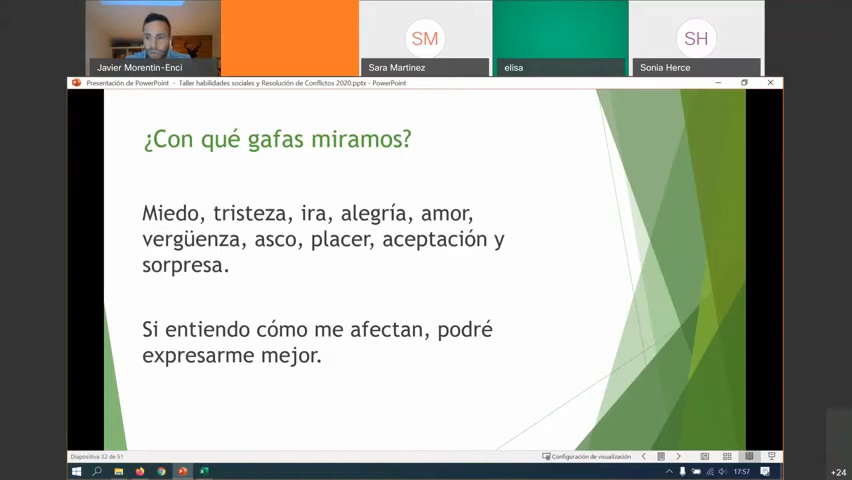 SM
SH
Javier Morentin-Enci
Sara Martinez
elisa
Sonia Herce
Presentación de PowerPoint - Taller habilidades sociales y Resolución de Conflictos 2020.pptx - PowerPoint
¿Con qué gafas miramos?
Miedo, tristeza, ira, alegría, amor,
vergüenza, asco, placer, aceptación y
sorpresa.
Si entiendo cómo me afectan, podré
expresarme mejor.
Diapositiva 32 de 51
Configuración de visualización
17:57
+24